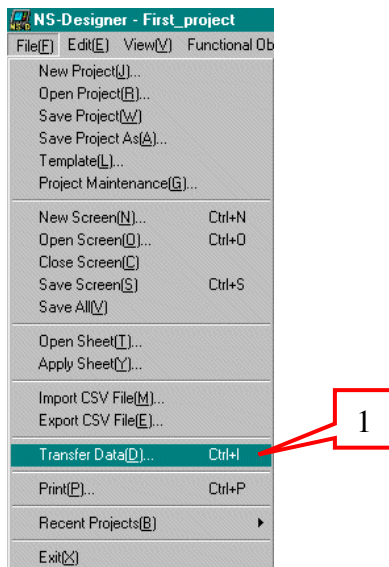 NS-Designer - First_project
File(F) Edit(E) View(V) Functional Ob
New Project(J)...
Open Project(R)...
Save Project(W)
Save Project As(A)...
Template(L)...
Project Maintenance(G)...
New Screen(N)... Ctrl+N
Open Screen(O)... Ctrl+O
Close Screen(C)
Save Screen(S) Ctrl+S
Save All(V)
Open Sheet(T)...
Apply Sheet(Y)...
Import CSV File(M)...
Export CSV File(E)...
Transfer Data(D)... Ctrl+I
1
Print(P)... Ctrl+P
Recent Projects(B)
Exit(X)